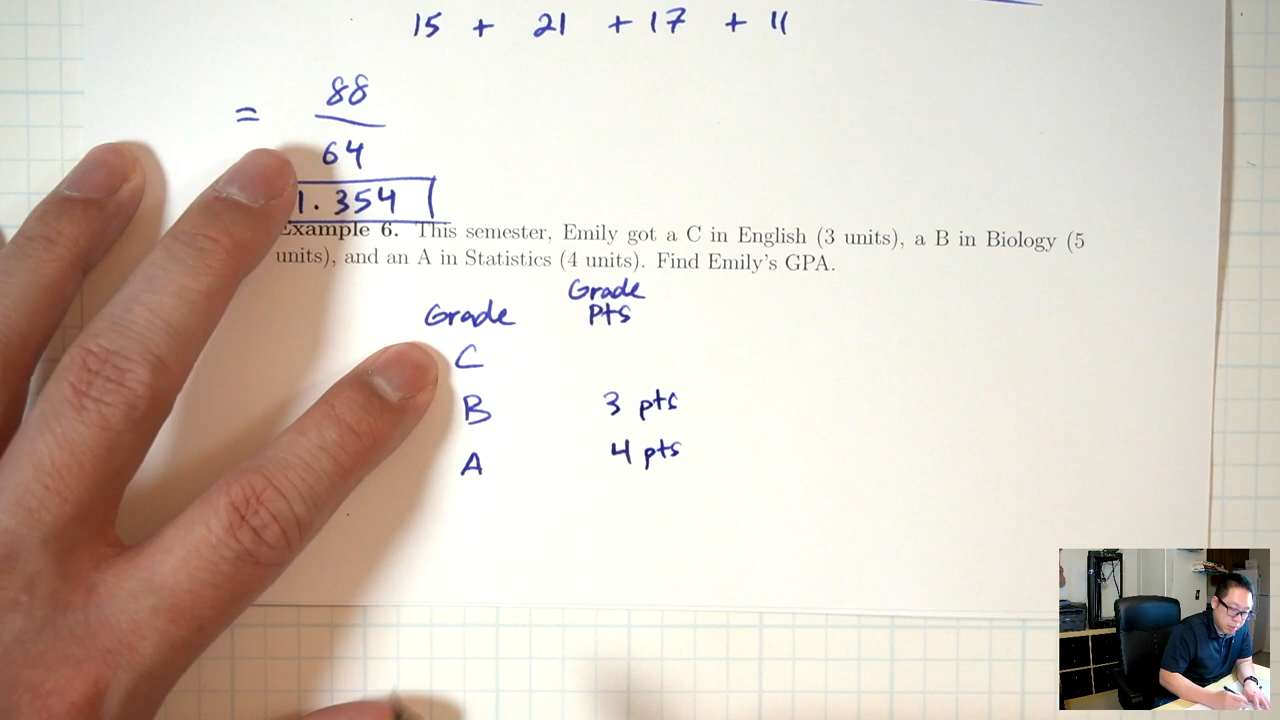 15 + 21 + 17 + 11
= 88
64
1.354
Example 6. This semester, Emily got a C in English (3 units), a B in Biology (5
units), and an A in Statistics (4 units). Find Emily's GPA.
Grade Grade Pts
C
B 3 pts
A 4 pts